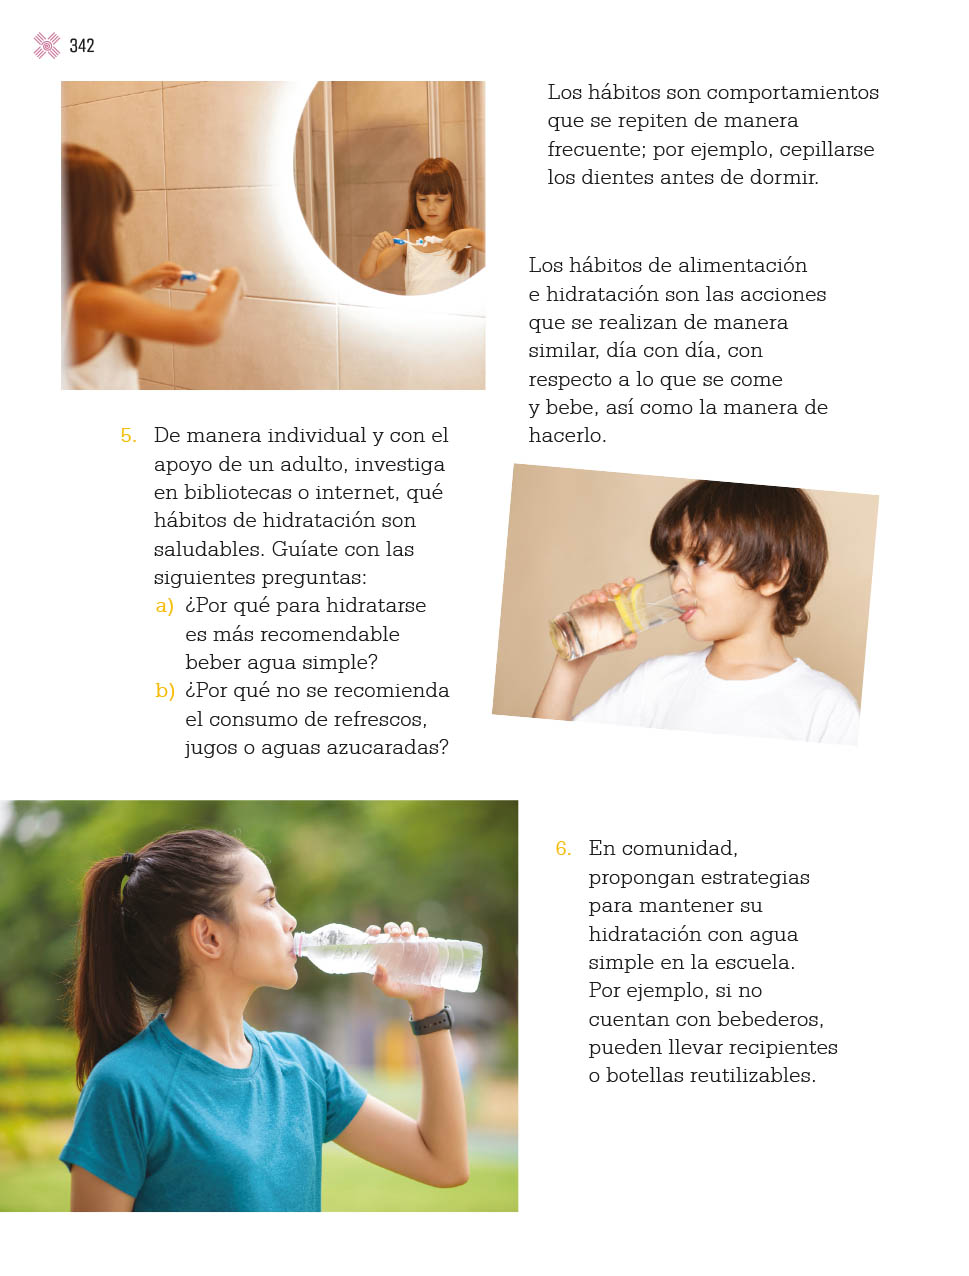 342
Los hábitos son comportamientos
que se repiten de manera
frecuente; por ejemplo, cepillarse
los dientes antes de dormir.
Los hábitos de alimentación
e hidratación son las acciones
que se realizan de manera
similar, día con día, con
respecto a lo que se come
y bebe, así como la manera de
hacerlo.
5. De manera individual y con el
apoyo de un adulto, investiga
en bibliotecas o internet, qué
hábitos de hidratación son
saludables. Guíate con las
siguientes preguntas:
a) ¿Por qué para hidratarse
es más recomendable
beber agua simple?
b) ¿Por qué no se recomienda
el consumo de refrescos,
jugos o aguas azucaradas?
6. En comunidad,
propongan estrategias
para mantener su
hidratación con agua
simple en la escuela.
Por ejemplo, si no
cuentan con bebederos,
pueden llevar recipientes
o botellas reutilizables.